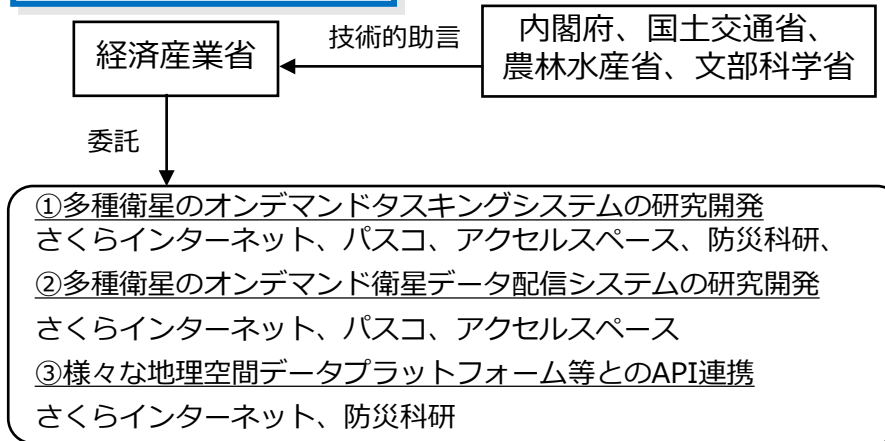 経済産業省
技術的助言
内閣府、国土交通省、
農林水産省、文部科学省
委託
①多種衛星のオンデマンドタスキングシステムの研究開発
さくらインターネット、パスコ、アクセルスペース、防災科研、
②多種衛星のオンデマンド衛星データ配信システムの研究開発
さくらインターネット、パスコ、アクセルスペース
③様々な地理空間データプラットフォーム等とのAPI連携
さくらインターネット、防災科研